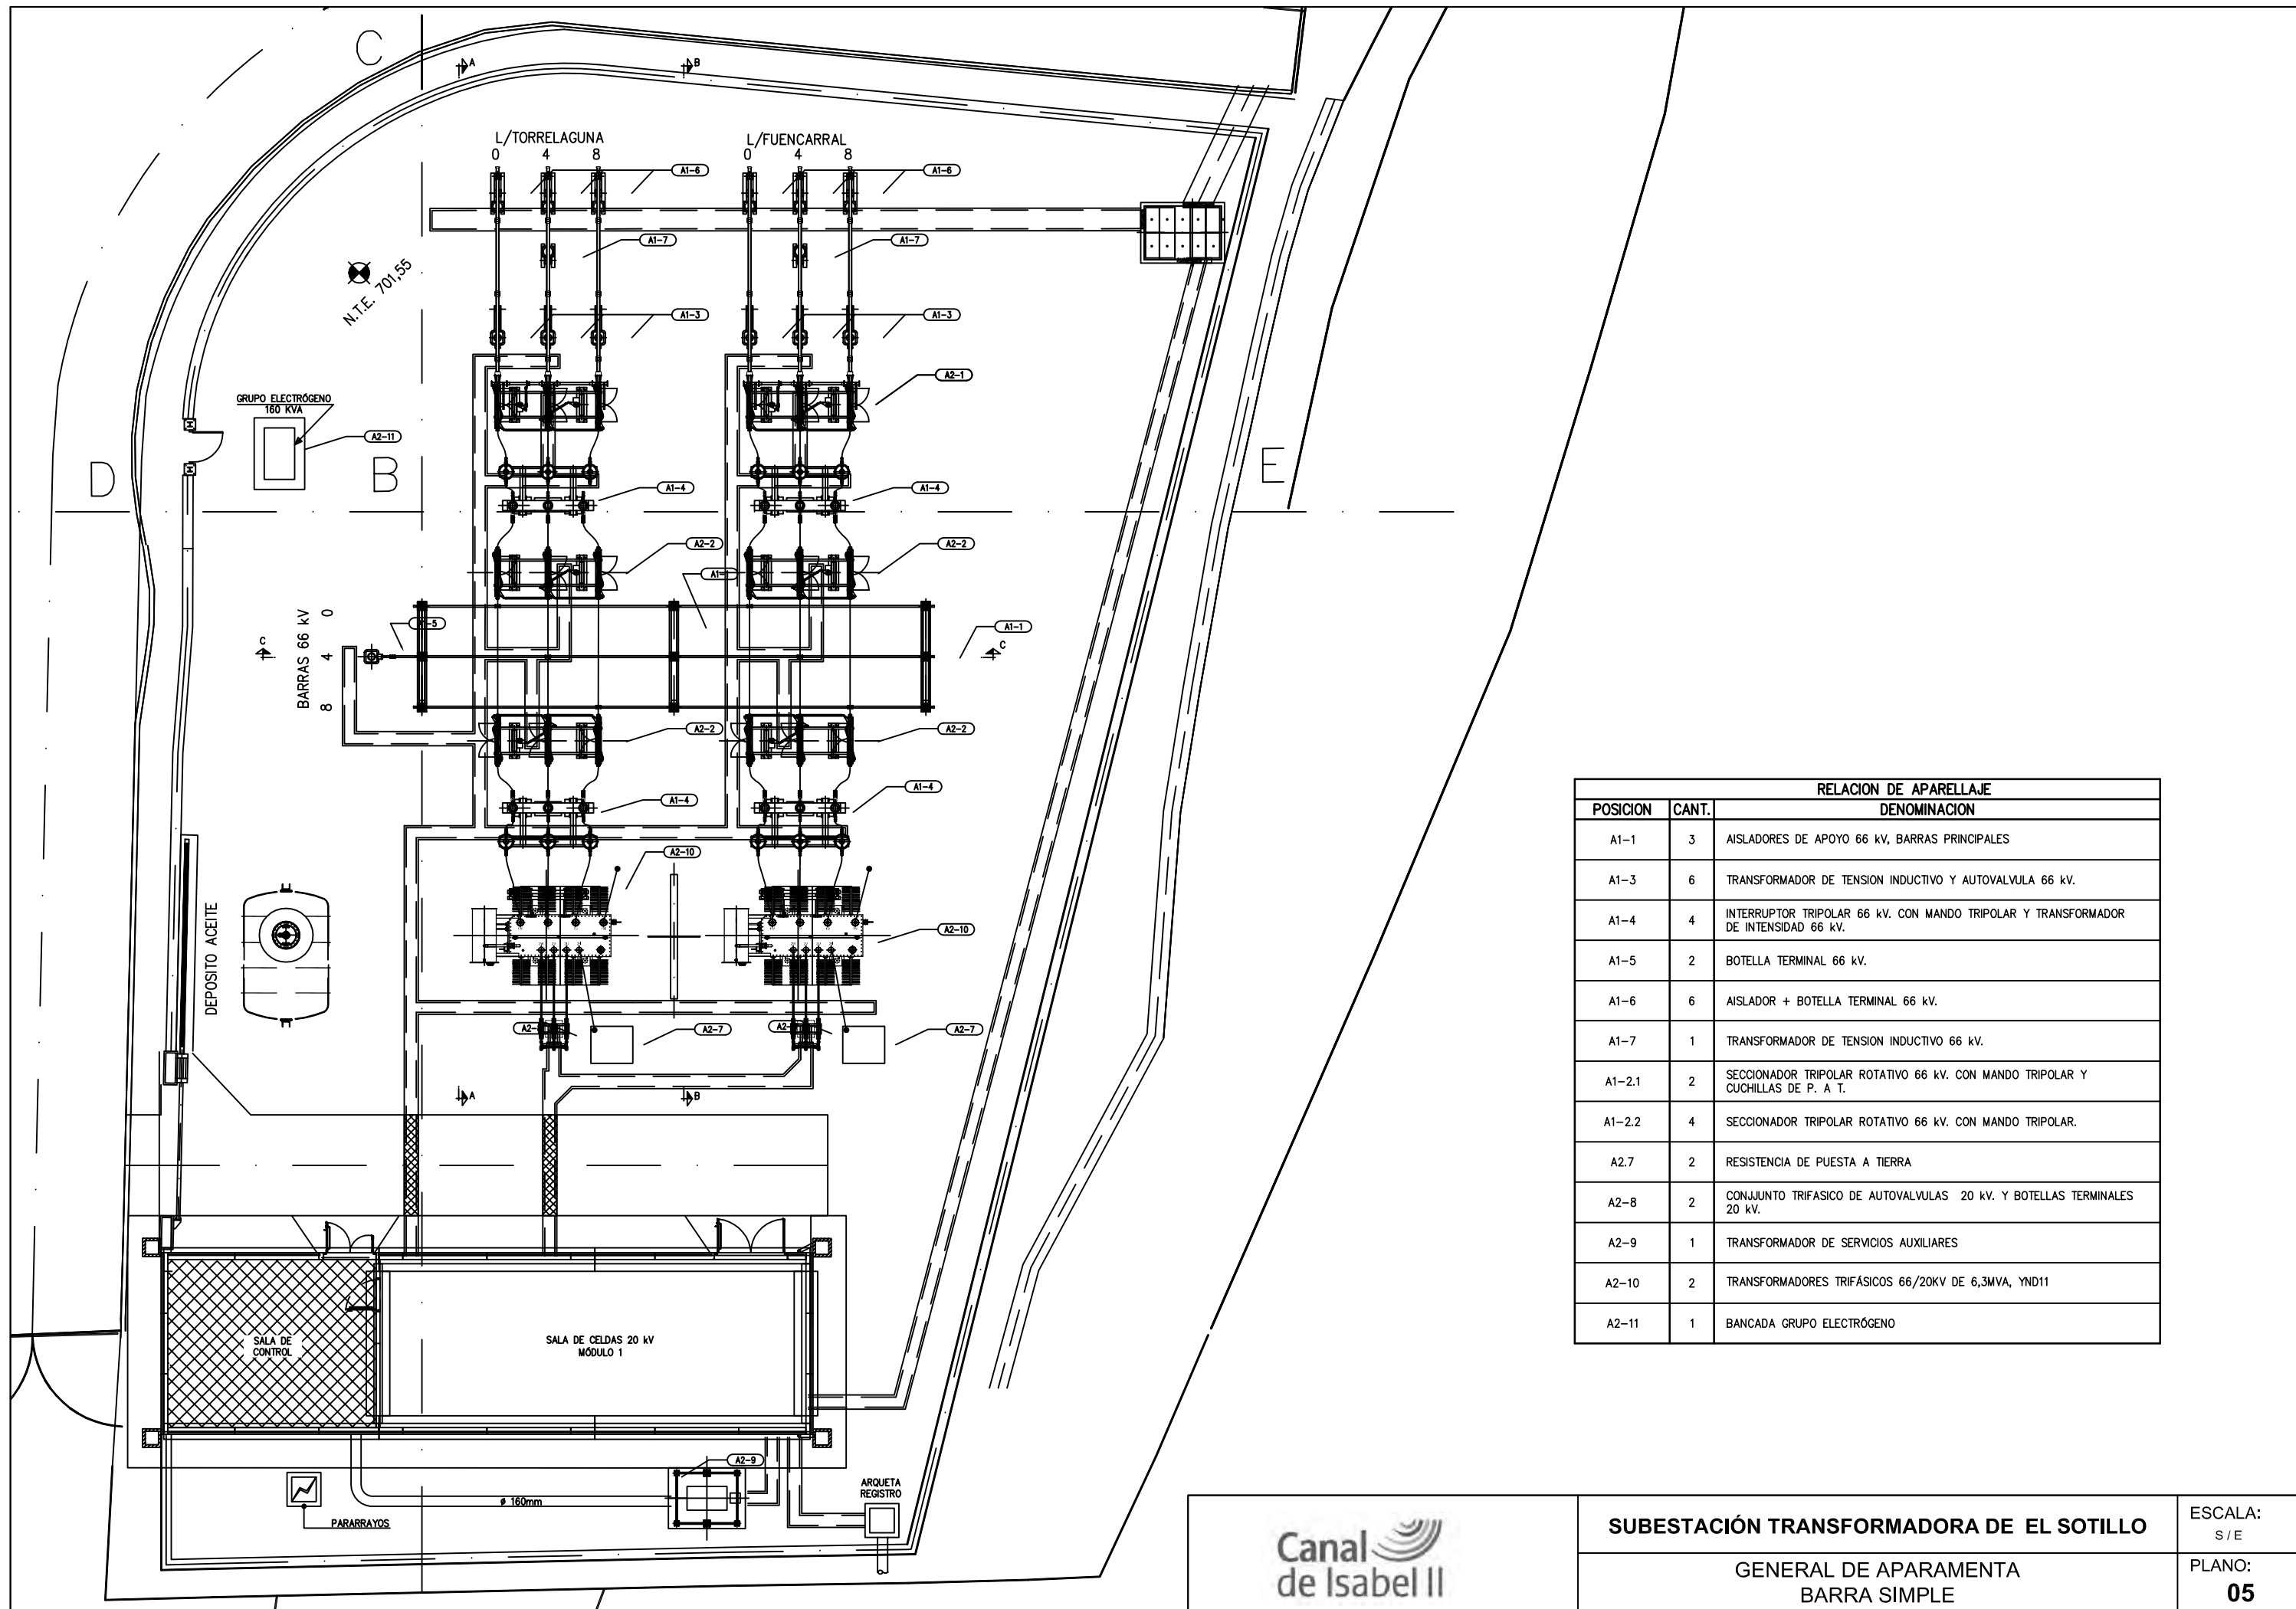 C
A
B
L/TORRELAGUNA
0 4 8
L/FUENCARRAL
0 4 8
A1-6
A1-6
A1-7
A1-7
N.T.E. 701,55
A1-3
A1-3
A2-1
GRUPO ELECTRÓGENO
160 KVA
A2-11
D
B
E
A1-4
A1-4
A2-2
A2-2
BARRAS 66 kV
0
4
8
C
A1-1
C
A2-2
A2-2
A1-4
A1-4
A2-10
A2-10
DEPOSITO ACEITE
A2-7
A2-7
A
B
SALA DE
CONTROL
SALA DE CELDAS 20 kV
MÓDULO 1
A2-9
ø 160mm
PARARRAYOS
ARQUETA
REGISTRO
RELACION DE APARELLAJE
POSICION CANT. DENOMINACION
A1-1 3 AISLADORES DE APOYO 66 kV, BARRAS PRINCIPALES
A1-3 6 TRANSFORMADOR DE TENSION INDUCTIVO Y AUTOVALVULA 66 kV.
A1-4 4 INTERRUPTOR TRIPOLAR 66 kV. CON MANDO TRIPOLAR Y TRANSFORMADOR
DE INTENSIDAD 66 kV.
A1-5 2 BOTELLA TERMINAL 66 kV.
A1-6 6 AISLADOR + BOTELLA TERMINAL 66 kV.
A1-7 1 TRANSFORMADOR DE TENSION INDUCTIVO 66 kV.
A1-2.1 2 SECCIONADOR TRIPOLAR ROTATIVO 66 kV. CON MANDO TRIPOLAR Y
CUCHILLAS DE P. A T.
A1-2.2 4 SECCIONADOR TRIPOLAR ROTATIVO 66 kV. CON MANDO TRIPOLAR.
A2.7 2 RESISTENCIA DE PUESTA A TIERRA
A2-8 2 CONJJUNTO TRIFASICO DE AUTOVALVULAS 20 kV. Y BOTELLAS TERMINALES
20 kV.
A2-9 1 TRANSFORMADOR DE SERVICIOS AUXILIARES
A2-10 2 TRANSFORMADORES TRIFÁSICOS 66/20KV DE 6,3MVA, YND11
A2-11 1 BANCADA GRUPO ELECTRÓGENO
Canal
de Isabel II
SUBESTACIÓN TRANSFORMADORA DE EL SOTILLO
GENERAL DE APARAMENTA
BARRA SIMPLE
ESCALA:
S / E
PLANO:
05